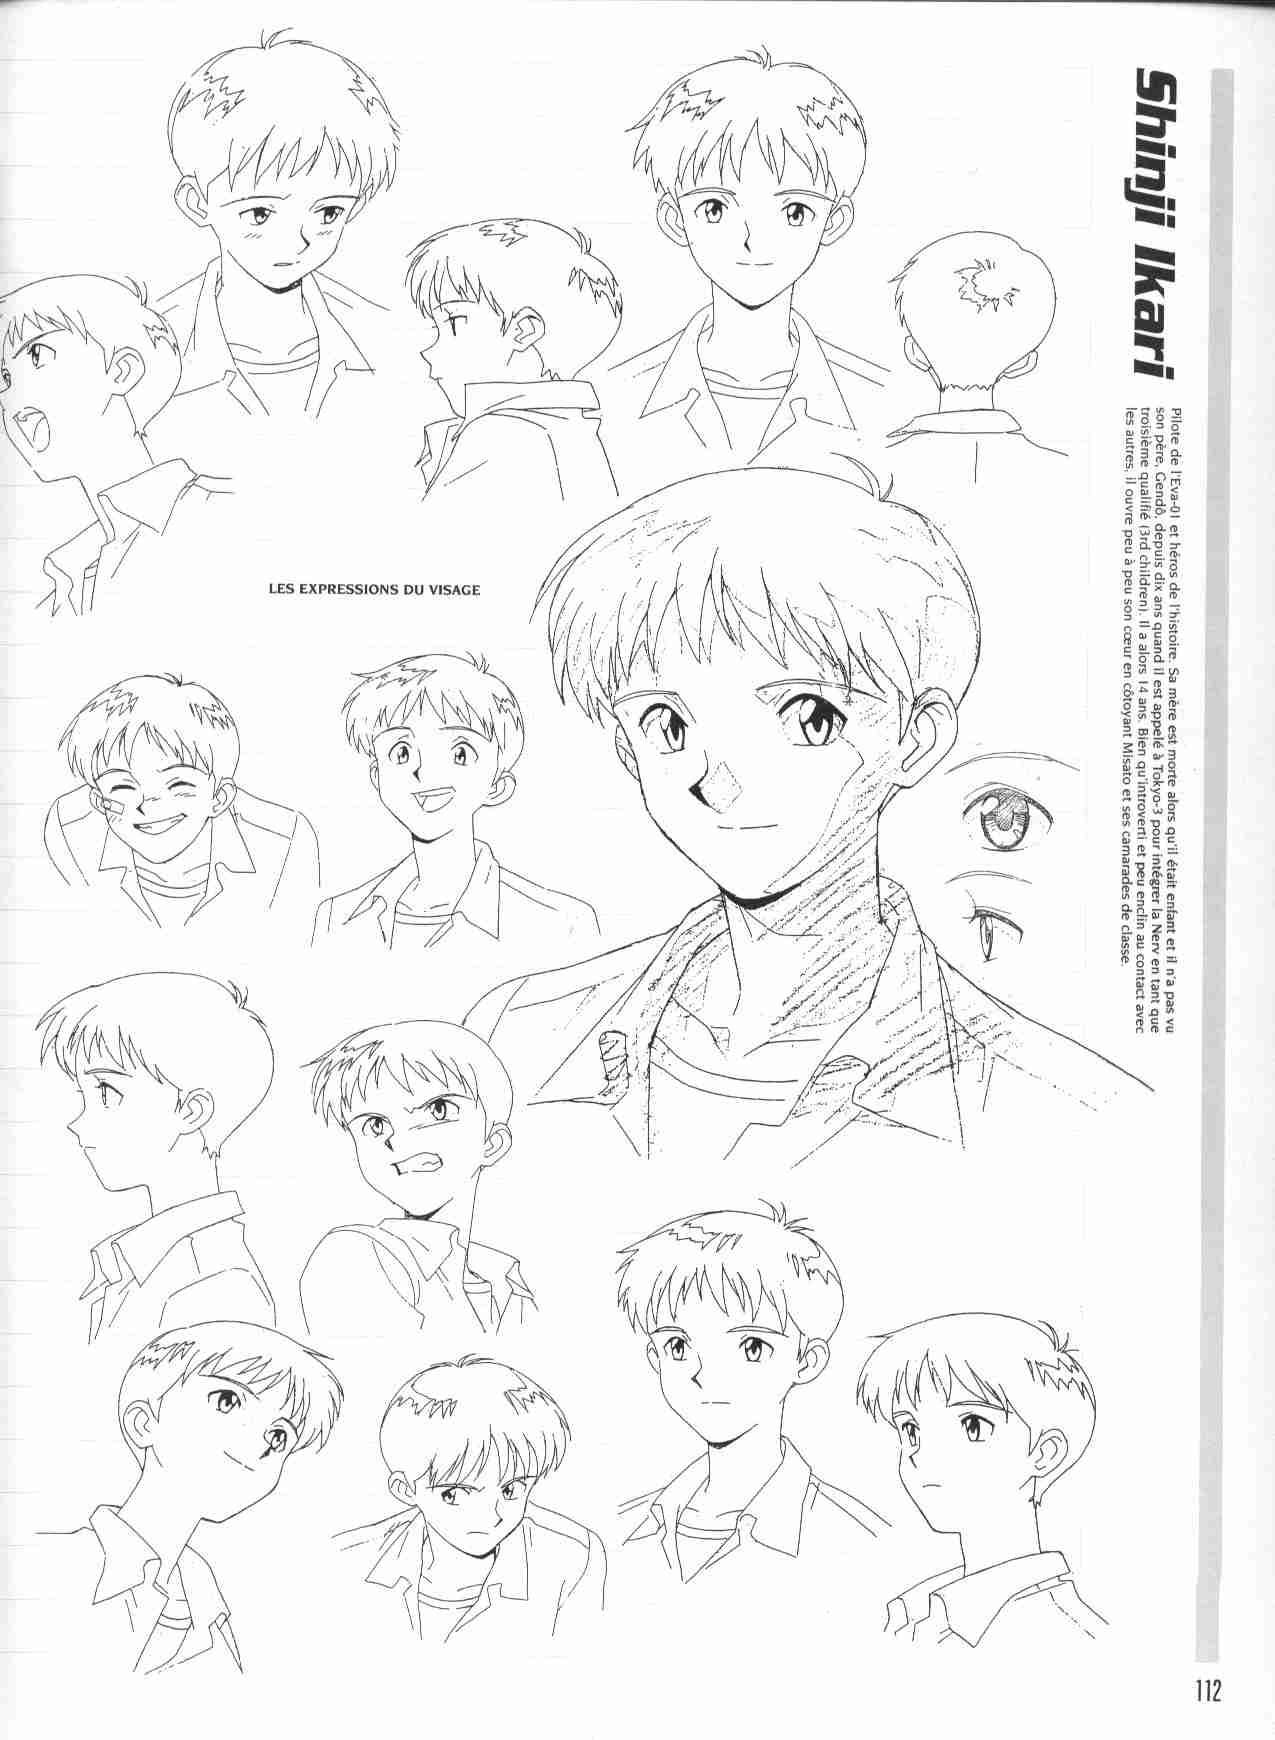 Shinji Ikari
Pilote de l'Eva-01 et héros de l'histoire. Sa mère est morte alors qu'il était enfant et il n'a pas vu
son père, Gendô, depuis dix ans quand il est appelé à Tokyo-3 pour intégrer la Nerv en tant que
troisième qualifié (3rd children). Il a alors 14 ans. Bien qu'introverti et peu enclin au contact avec
les autres, il ouvre peu à peu son cœur en côtoyant Misato et ses camarades de classe.
LES EXPRESSIONS DU VISAGE
112